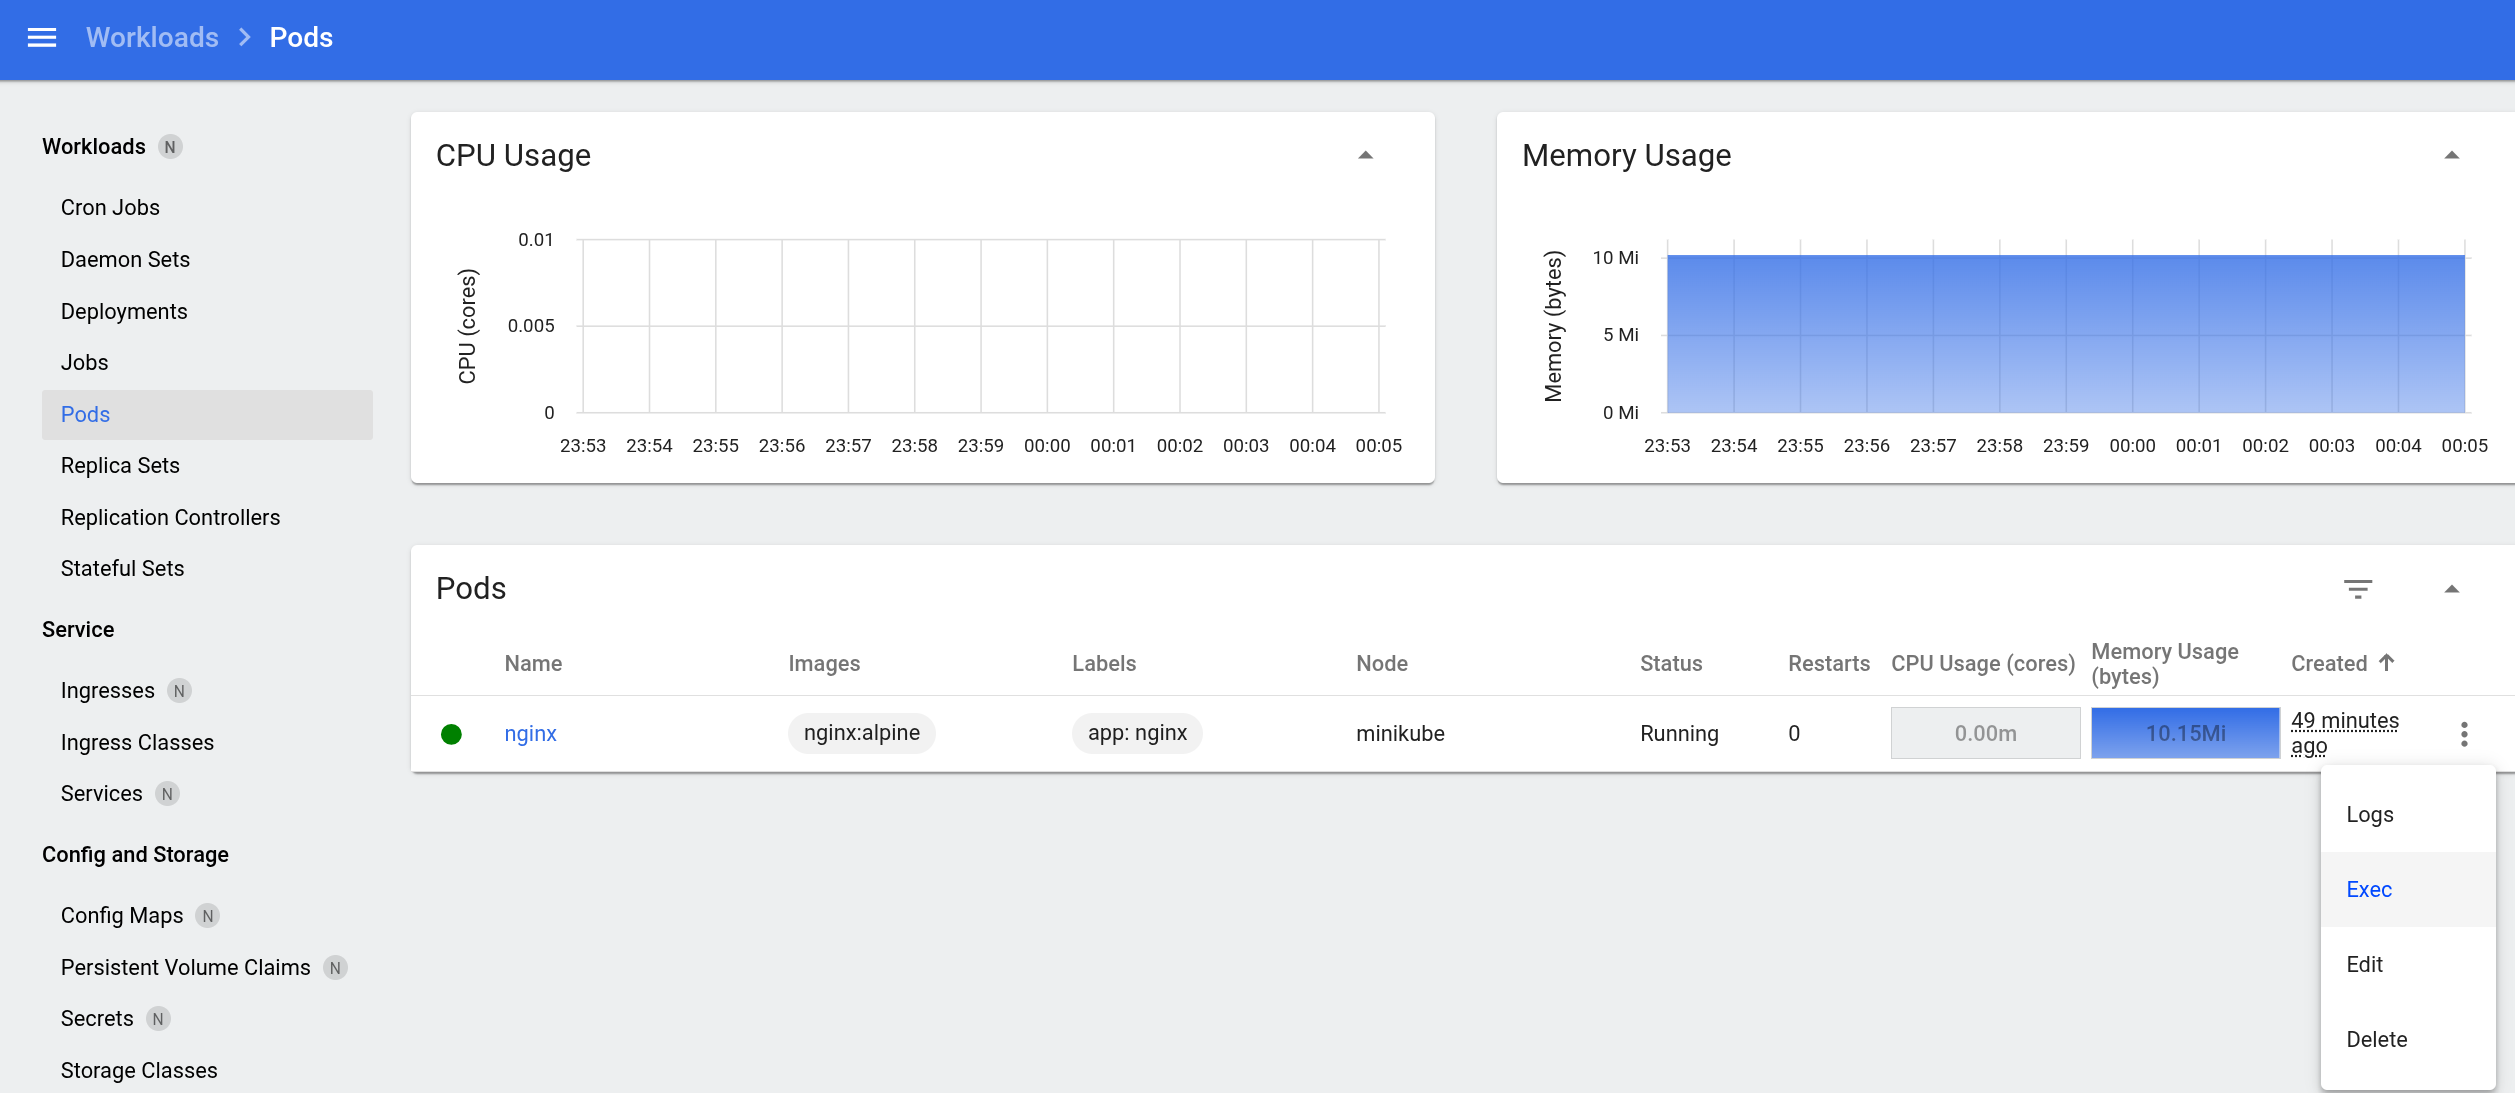 Workloads > Pods
Workloads N
Cron Jobs
Daemon Sets
Deployments
Jobs
Pods
Replica Sets
Replication Controllers
Stateful Sets
Service
Ingresses N
Ingress Classes
Services N
Config and Storage
Config Maps N
Persistent Volume Claims N
Secrets N
Storage Classes
CPU Usage
CPU (cores)
0.01
0.005
0
23:53 23:54 23:55 23:56 23:57 23:58 23:59 00:00 00:01 00:02 00:03 00:04 00:05
Memory Usage
Memory (bytes)
10 Mi
5 Mi
0 Mi
23:53 23:54 23:55 23:56 23:57 23:58 23:59 00:00 00:01 00:02 00:03 00:04 00:05
Pods
Name Images Labels Node Status Restarts CPU Usage (cores) Memory Usage (bytes) Created
nginx nginx:alpine app: nginx minikube Running 0 0.00m 10.15Mi 49 minutes ago
Logs
Exec
Edit
Delete